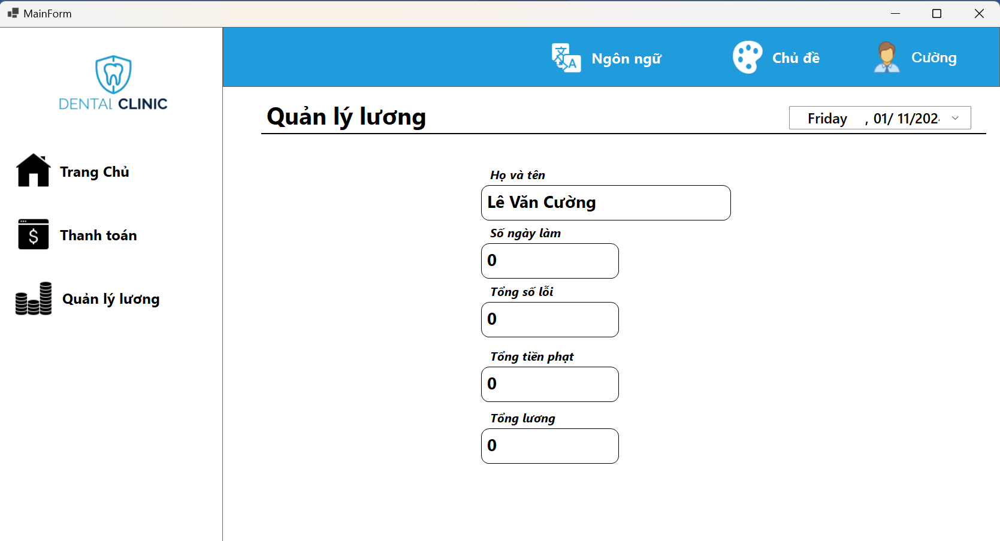 MainForm
DENTAL CLINIC
Ngôn ngữ
Chủ đề
Cường
Quản lý lương
Friday , 01/ 11/202
Trang Chủ
Thanh toán
Quản lý lương
Họ và tên
Lê Văn Cường
Số ngày làm
0
Tổng số lỗi
0
Tổng tiền phạt
0
Tổng lương
0